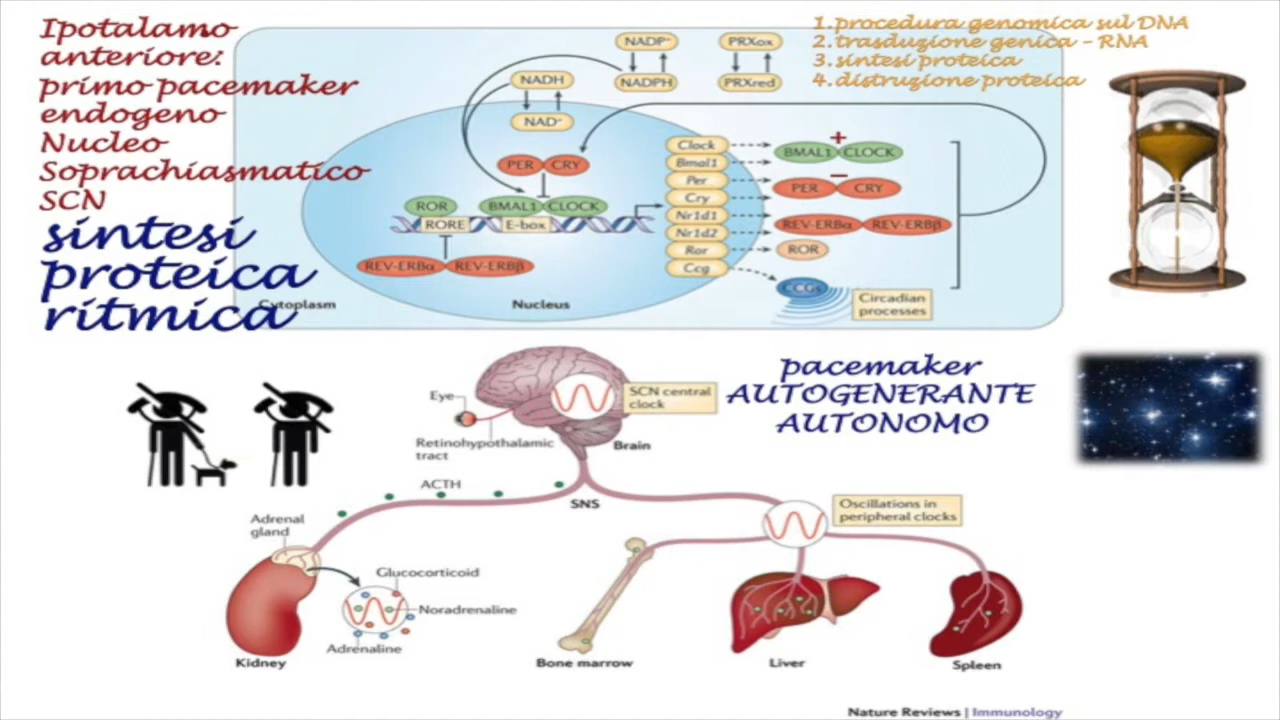 Ipotalamo
anteriore:
primo pacemaker
endogeno
Nucleo
Soprachiasmatico
SCN
sintesi
proteica
ritmica
1.procedura genomica sul DNA
2.trasduzione genica - RNA
3.sintesi proteica
4.distruzione proteica
NADP⁺
PRXox
NADH
NADPH
PRXred
NAD⁺
PER CRY
ROR
BMAL1 CLOCK
RORE
E-box
REV-ERBα REV-ERBβ
Cytoplasm
Nucleus
Clock
Bmal1
Per
Cry
Nr1d1
Nr1d2
Ror
Ccg
+
BMAL1 CLOCK
−
PER CRY
REV-ERBα REV-ERBβ
ROR
CCGs
Circadian
processes
pacemaker
AUTOGENERANTE
AUTONOMO
Eye
SCN central
clock
Retinohypothalamic
tract
Brain
ACTH
SNS
Oscillations in
peripheral clocks
Adrenal
gland
Glucocorticoid
Noradrenaline
Adrenaline
Kidney
Bone marrow
Liver
Spleen
Nature Reviews | Immunology